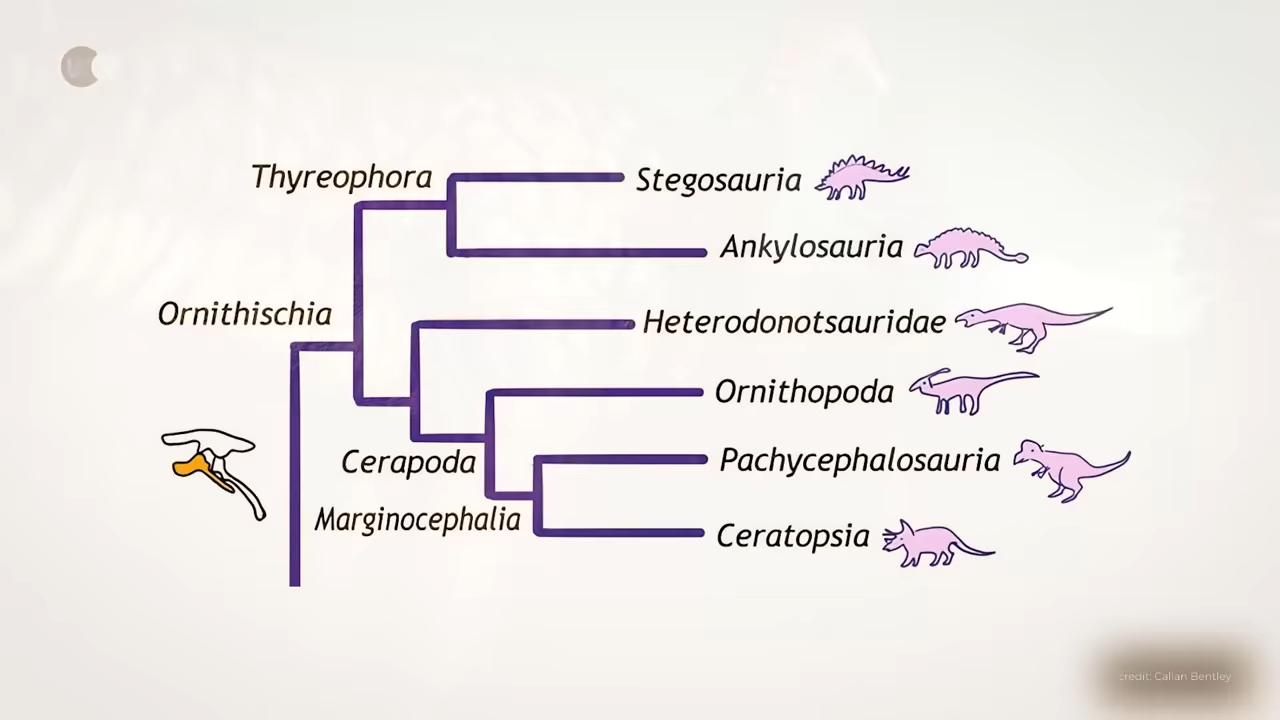 Thyreophora
Stegosauria
Ankylosauria
Ornithischia
Heterodonotsauridae
Ornithopoda
Cerapoda
Pachycephalosauria
Marginocephalia
Ceratopsia
credit: Callan Bentley